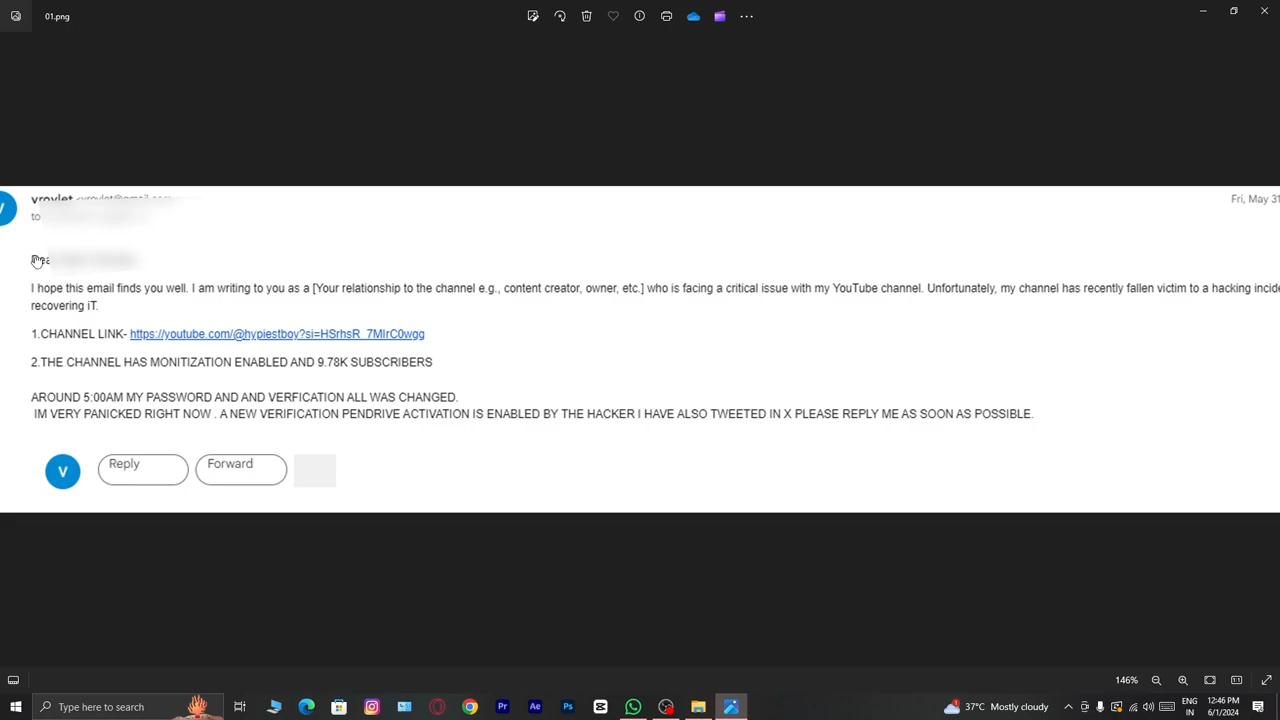 01.png
vroylet
Fri, May 31
to
I hope this email finds you well. I am writing to you as a [Your relationship to the channel e.g., content creator, owner, etc.] who is facing a critical issue with my YouTube channel. Unfortunately, my channel has recently fallen victim to a hacking incide
recovering iT.
1.CHANNEL LINK- https://youtube.com/@hypiestboy?si=HSrhsR_7MIrC0wgg
2.THE CHANNEL HAS MONITIZATION ENABLED AND 9.78K SUBSCRIBERS
AROUND 5:00AM MY PASSWORD AND AND VERFICATION ALL WAS CHANGED.
IM VERY PANICKED RIGHT NOW . A NEW VERIFICATION PENDRIVE ACTIVATION IS ENABLED BY THE HACKER I HAVE ALSO TWEETED IN X PLEASE REPLY ME AS SOON AS POSSIBLE.
V Reply Forward
146%
Type here to search
37°C Mostly cloudy
ENG
IN
12:46 PM
6/1/2024